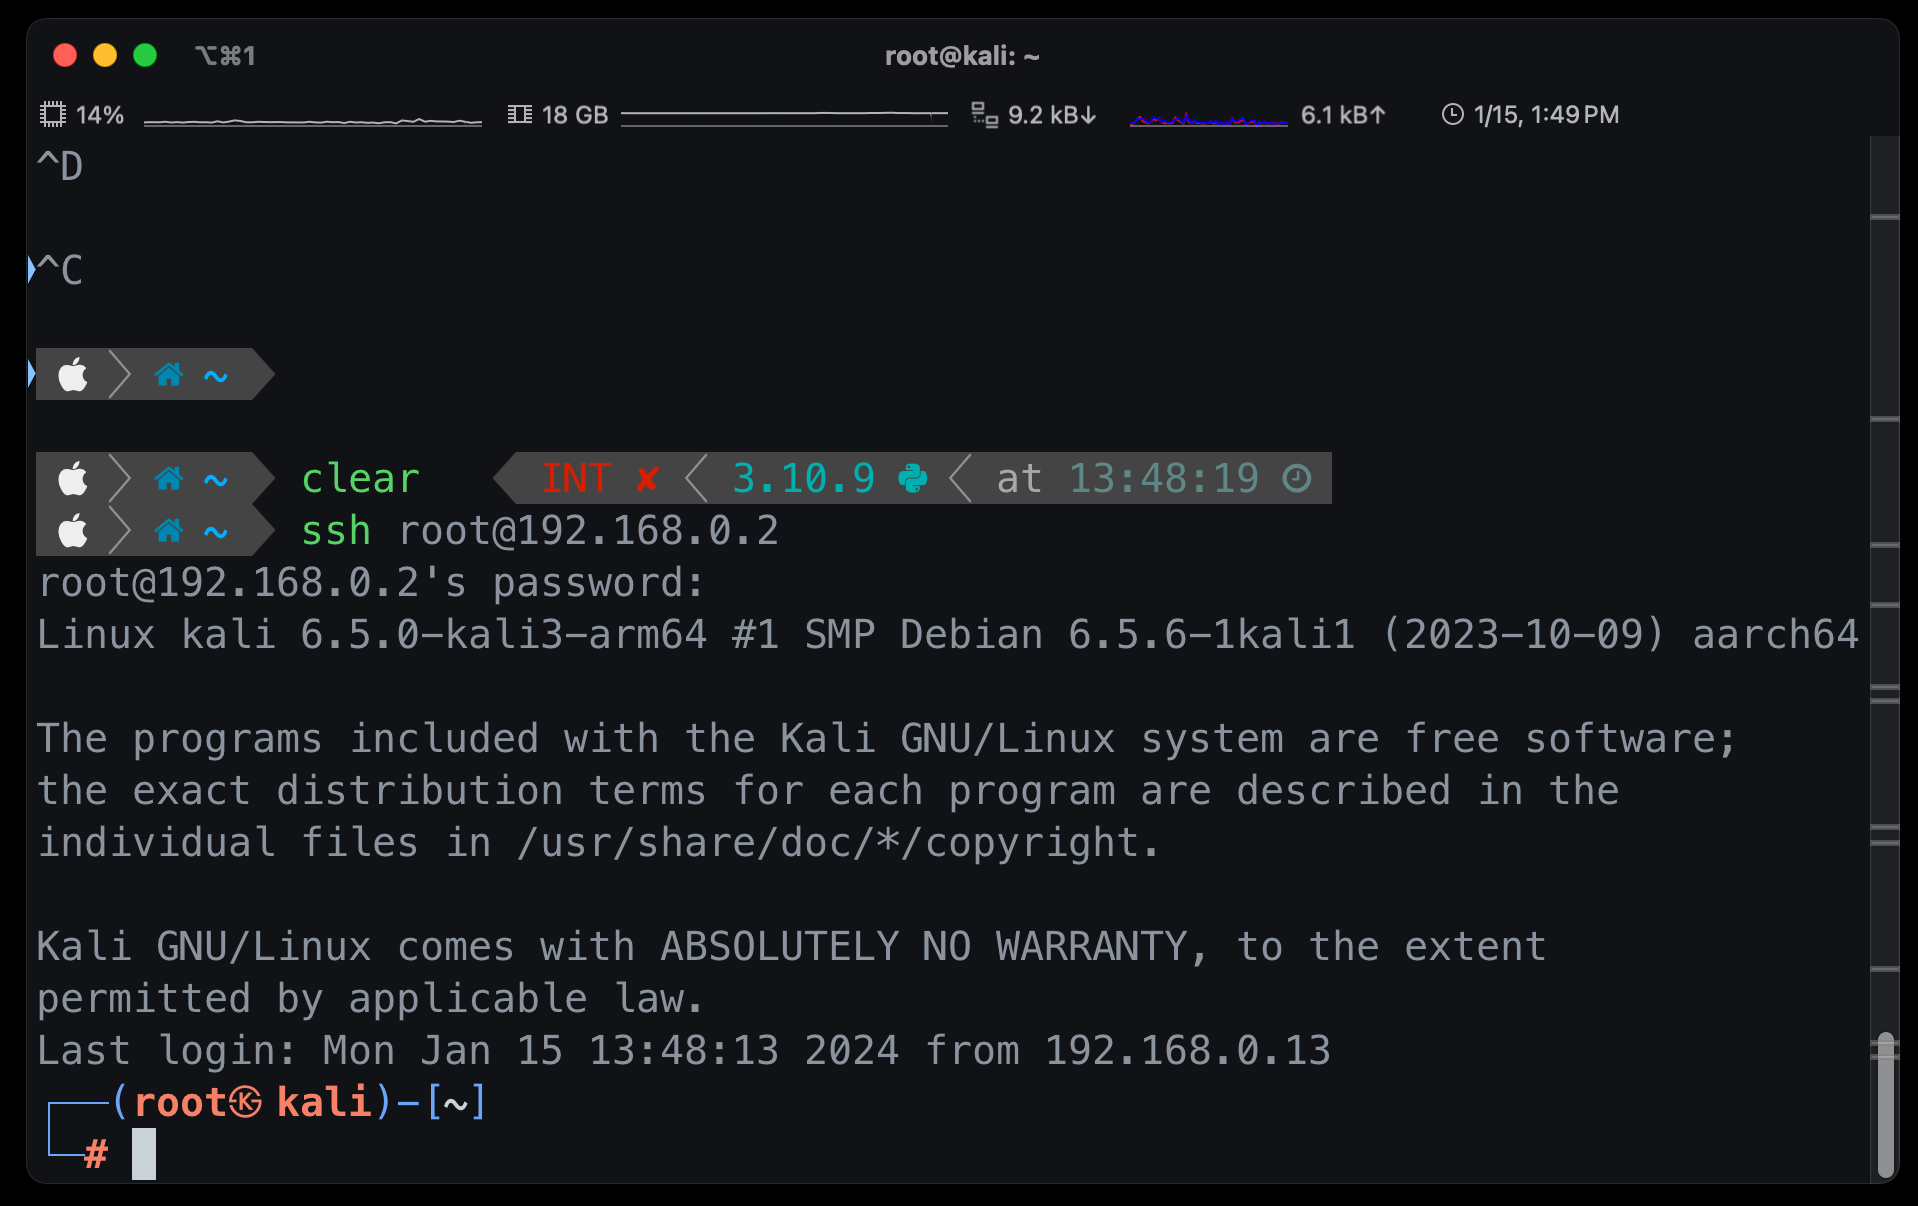 ⌥⌘1
root@kali: ~
14% 18 GB 9.2 kB↓ 6.1 kB↑ 1/15, 1:49 PM
^D
^C
~
~ clear INT ✘ 3.10.9 at 13:48:19
~ ssh root@192.168.0.2
root@192.168.0.2's password:
Linux kali 6.5.0-kali3-arm64 #1 SMP Debian 6.5.6-1kali1 (2023-10-09) aarch64
The programs included with the Kali GNU/Linux system are free software;
the exact distribution terms for each program are described in the
individual files in /usr/share/doc/*/copyright.
Kali GNU/Linux comes with ABSOLUTELY NO WARRANTY, to the extent
permitted by applicable law.
Last login: Mon Jan 15 13:48:13 2024 from 192.168.0.13
┌──(root㉿kali)-[~]
└─#